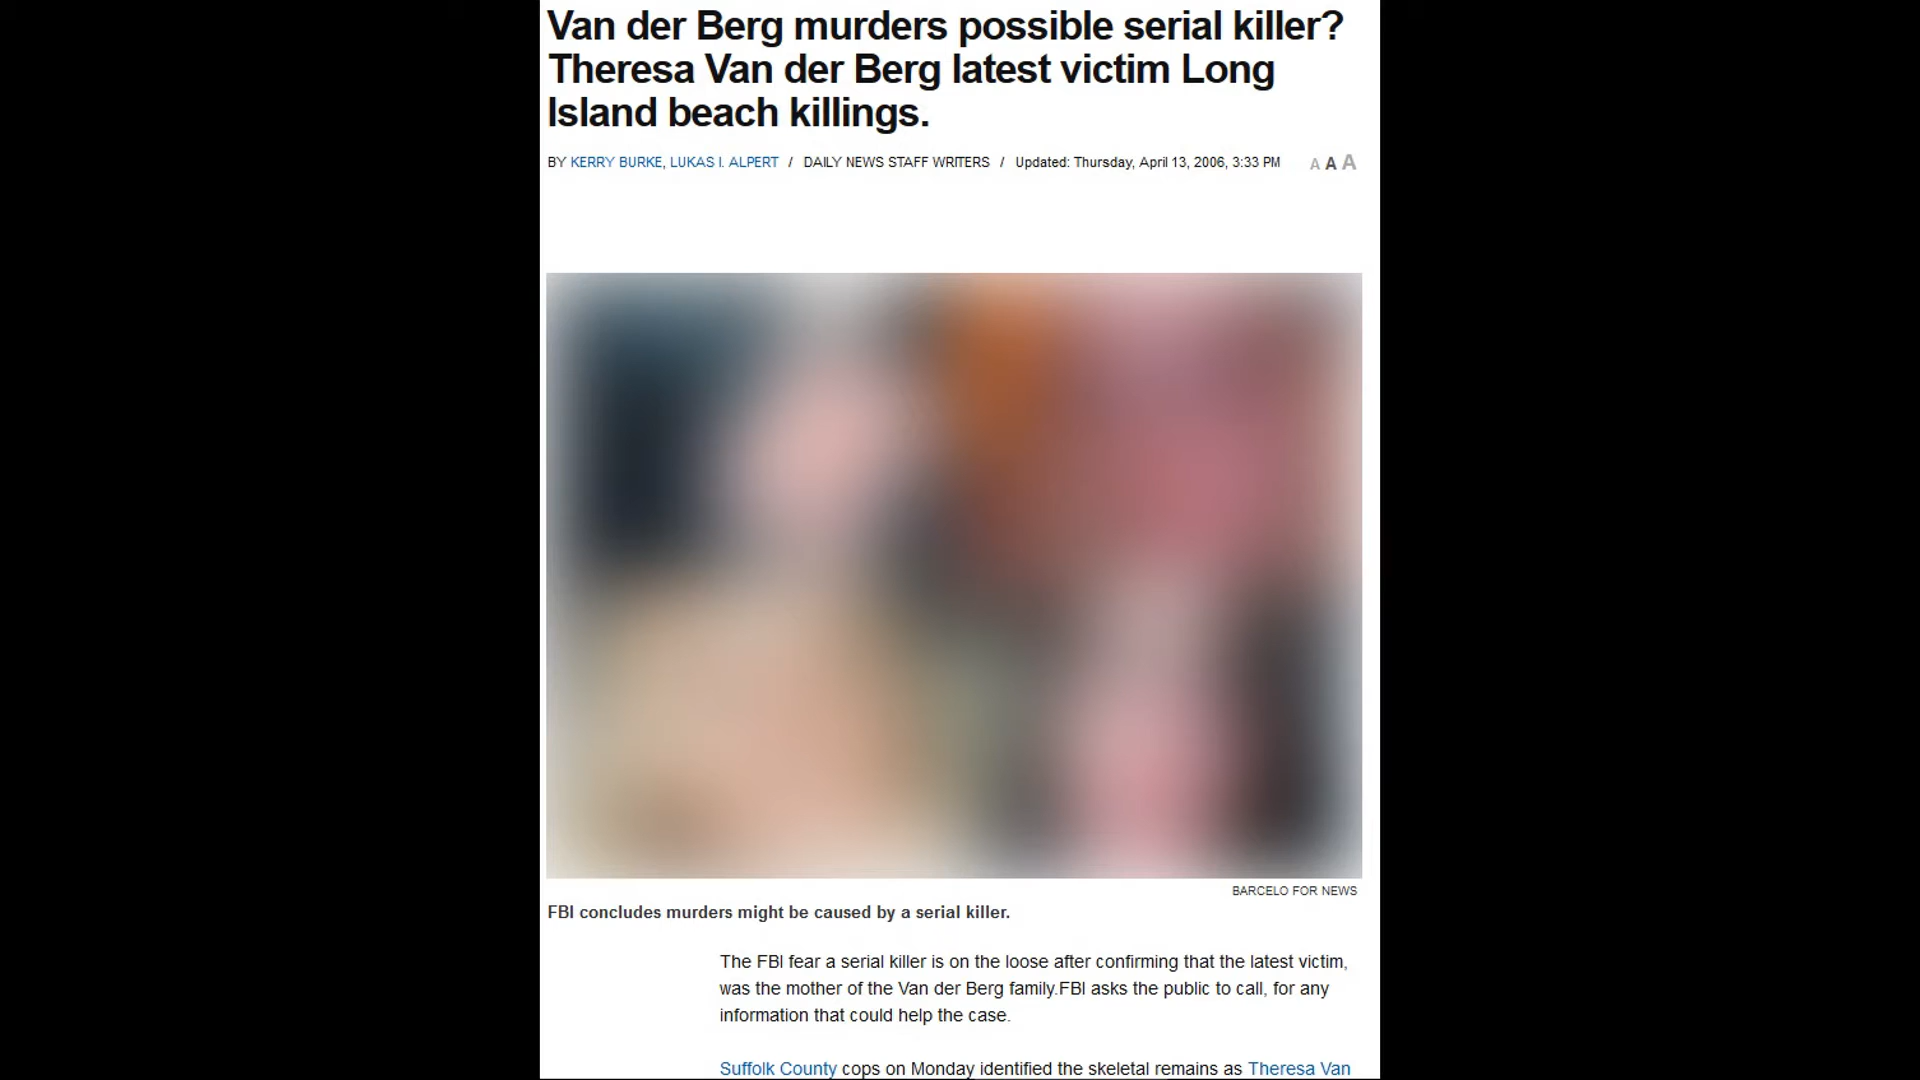 Van der Berg murders possible serial killer?
Theresa Van der Berg latest victim Long
Island beach killings.
BY KERRY BURKE, LUKAS I. ALPERT / DAILY NEWS STAFF WRITERS / Updated: Thursday, April 13, 2006, 3:33 PM A A A
BARCELO FOR NEWS
FBI concludes murders might be caused by a serial killer.
The FBI fear a serial killer is on the loose after confirming that the latest victim,
was the mother of the Van der Berg family.FBI asks the public to call, for any
information that could help the case.
Suffolk County cops on Monday identified the skeletal remains as Theresa Van